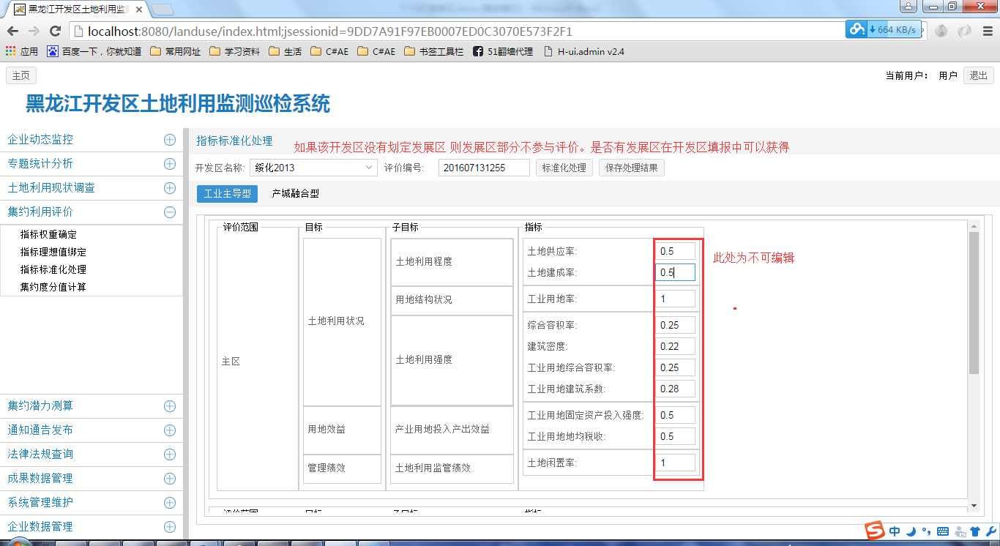 黑龙江开发区土地利用监
localhost:8080/landuse/index.html;jsessionid=9DD7A91F97EB0007ED0C3070E573F2F1
664 KB/s
应用 百度一下，你就知道 常用网址 学习资料 生活 C#AE C#AE 书签工具栏 51翻墙代理 H-ui.admin v2.4
主页 当前用户： 用户 退出
黑龙江开发区土地利用监测巡检系统
企业动态监控
专题统计分析
土地利用现状调查
集约利用评价
指标权重确定
指标理想值绑定
指标标准化处理
集约度分值计算
集约潜力测算
通知通告发布
法律法规查询
成果数据管理
系统管理维护
企业数据管理
指标标准化处理
如果该开发区没有划定发展区 则发展区部分不参与评价。是否有发展区在开发区填报中可以获得
开发区名称: 绥化2013 评价编号: 201607131255 标准化处理 保存处理结果
工业主导型 产城融合型
评价范围 目标 子目标 指标
主区
土地利用状况
用地效益
管理绩效
土地利用程度
用地结构状况
土地利用强度
产业用地投入产出效益
土地利用监管绩效
土地供应率: 0.5
土地建成率: 0.5
工业用地率: 1
综合容积率: 0.25
建筑密度: 0.22
工业用地综合容积率: 0.25
工业用地建筑系数: 0.28
工业用地固定资产投入强度: 0.5
工业用地地均税收: 0.5
土地闲置率: 1
此处为不可编辑
评价范围 目标 子目标 指标
中